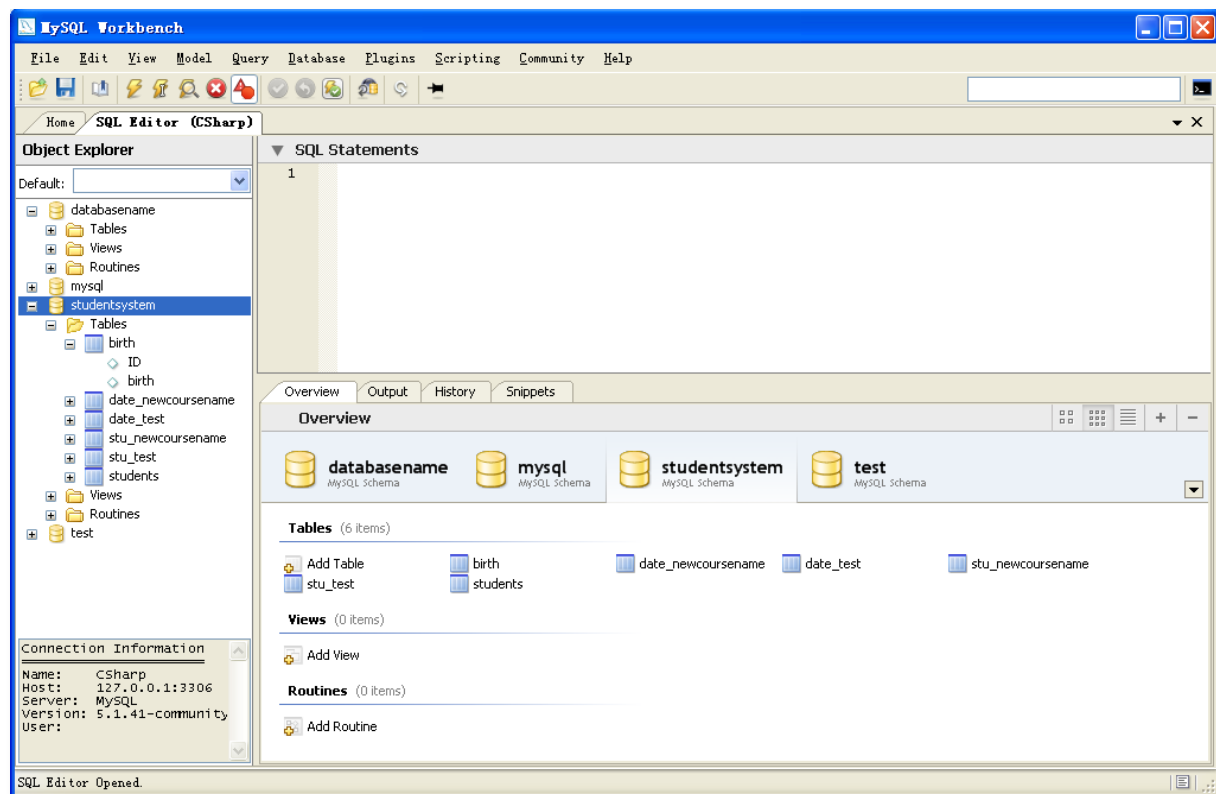 MySQL Workbench
File Edit View Model Query Database Plugins Scripting Community Help
Home SQL Editor (CSharp)
Object Explorer
Default:
databasename
Tables
Views
Routines
mysql
studentsystem
Tables
birth
ID
birth
date_newcoursename
date_test
stu_newcoursename
stu_test
students
Views
Routines
test
Connection Information
Name: CSharp
Host: 127.0.0.1:3306
Server: MySQL
Version: 5.1.41-community
User:
SQL Statements
1
Overview Output History Snippets
Overview
databasename mysql studentsystem test
MySQL Schema MySQL Schema MySQL Schema MySQL Schema
Tables (6 items)
Add Table birth date_newcoursename date_test stu_newcoursename
stu_test students
Views (0 items)
Add View
Routines (0 items)
Add Routine
SQL Editor Opened.